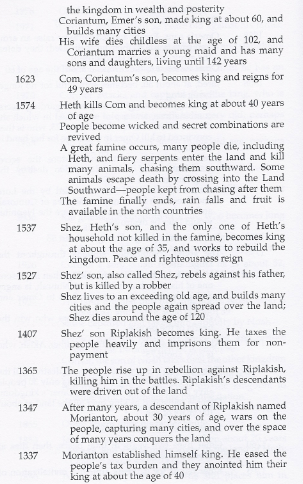 the kingdom in wealth and posterity
Coriantum, Emer's son, made king at about 60, and
builds many cities
His wife dies childless at the age of 102, and
Coriantum marries a young maid and has many
sons and daughters, living until 142 years
1623 Com, Coriantum's son, becomes king and reigns for
49 years
1574 Heth kills Com and becomes king at about 40 years
of age
People become wicked and secret combinations are
revived
A great famine occurs, many people die, including
Heth, and fiery serpents enter the land and kill
many animals, chasing them southward. Some
animals escape death by crossing into the Land
Southward—people kept from chasing after them
The famine finally ends, rain falls and fruit is
available in the north countries
1537 Shez, Heth's son, and the only one of Heth's
household not killed in the famine, becomes king
at about the age of 35, and works to rebuild the
kingdom. Peace and righteousness reign
1527 Shez' son, also called Shez, rebels against his father,
but is killed by a robber
Shez lives to an exceeding old age, and builds many
cities and the people again spread over the land;
Shez dies around the age of 120
1407 Shez' son Riplakish becomes king. He taxes the
people heavily and imprisons them for non-
payment
1365 The people rise up in rebellion against Riplakish,
killing him in the battles. Riplakish's descendants
were driven out of the land
1347 After many years, a descendant of Riplakish named
Morianton, about 30 years of age, wars on the
people, capturing many cities, and over the space
of many years conquers the land
1337 Morianton established himself king. He eased the
people's tax burden and they anointed him their
king at about the age of 40